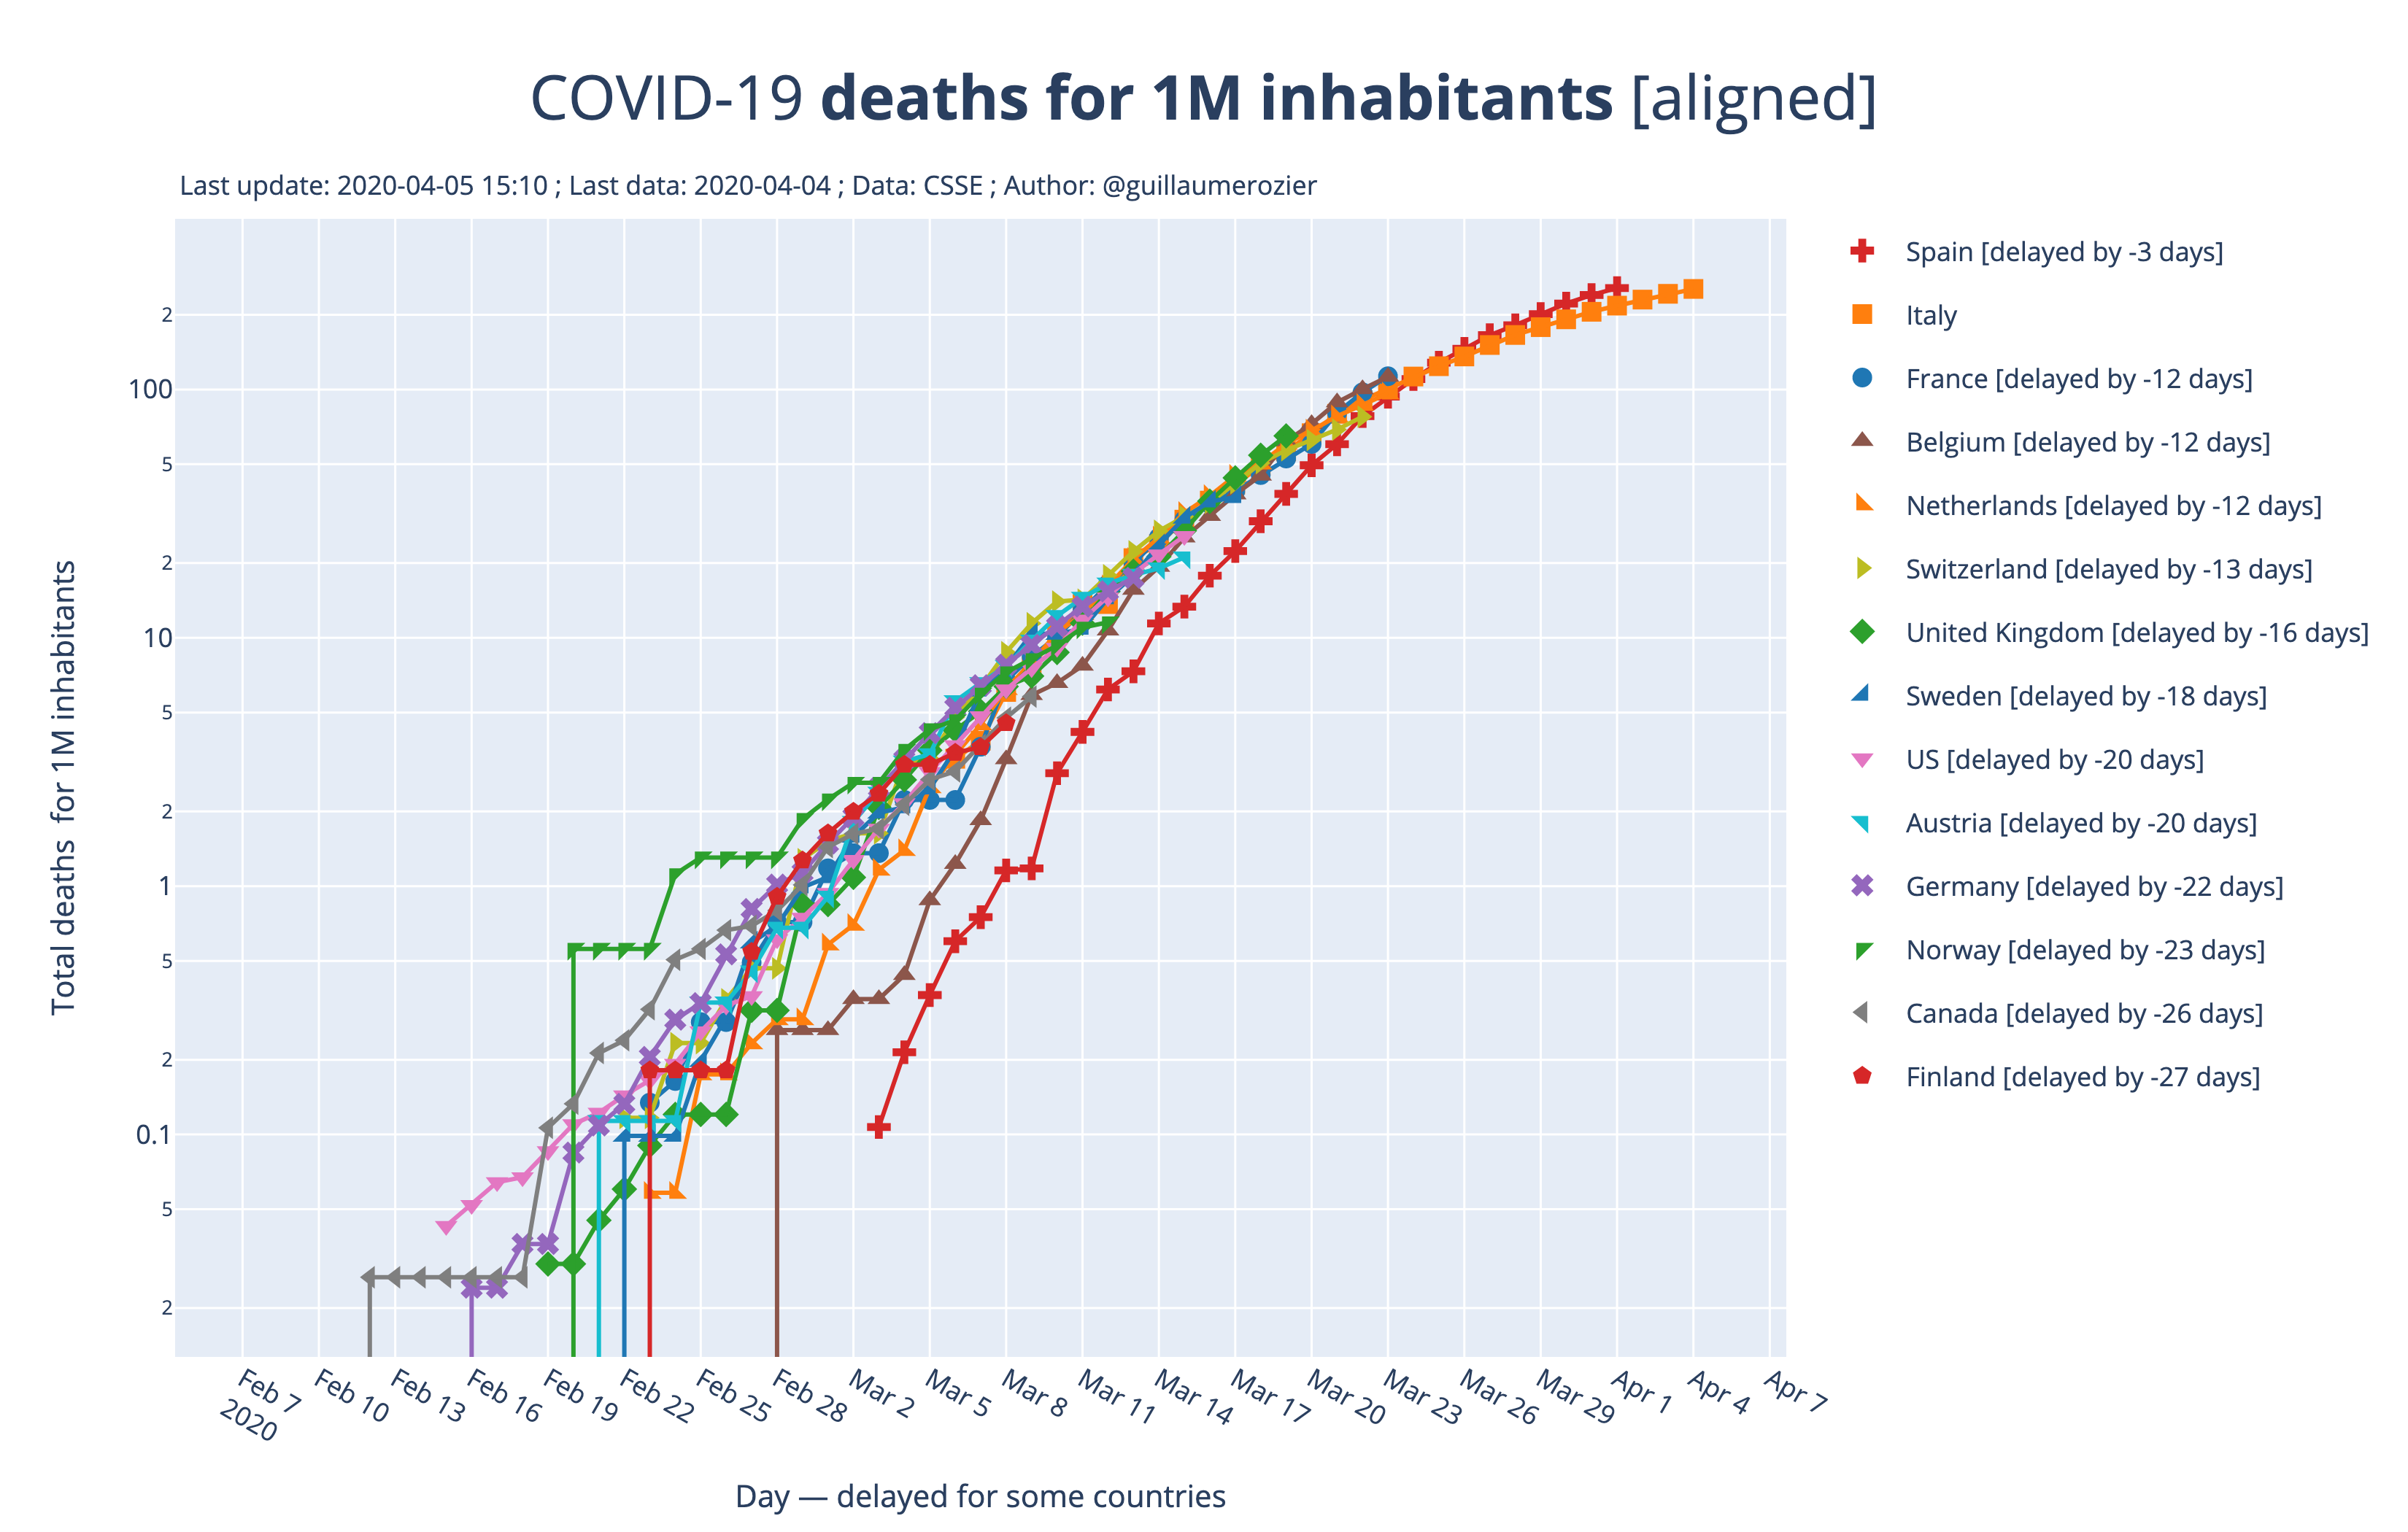 COVID-19 deaths for 1M inhabitants [aligned]
Last update: 2020-04-05 15:10 ; Last data: 2020-04-04 ; Data: CSSE ; Author: @guillaumerozier
Total deaths for 1M inhabitants
2
100
5
2
10
5
2
1
5
2
0.1
5
2
Feb 7
2020
Feb 10
Feb 13
Feb 16
Feb 19
Feb 22
Feb 25
Feb 28
Mar 2
Mar 5
Mar 8
Mar 11
Mar 14
Mar 17
Mar 20
Mar 23
Mar 26
Mar 29
Apr 1
Apr 4
Apr 7
Day — delayed for some countries
Spain [delayed by -3 days]
Italy
France [delayed by -12 days]
Belgium [delayed by -12 days]
Netherlands [delayed by -12 days]
Switzerland [delayed by -13 days]
United Kingdom [delayed by -16 days]
Sweden [delayed by -18 days]
US [delayed by -20 days]
Austria [delayed by -20 days]
Germany [delayed by -22 days]
Norway [delayed by -23 days]
Canada [delayed by -26 days]
Finland [delayed by -27 days]